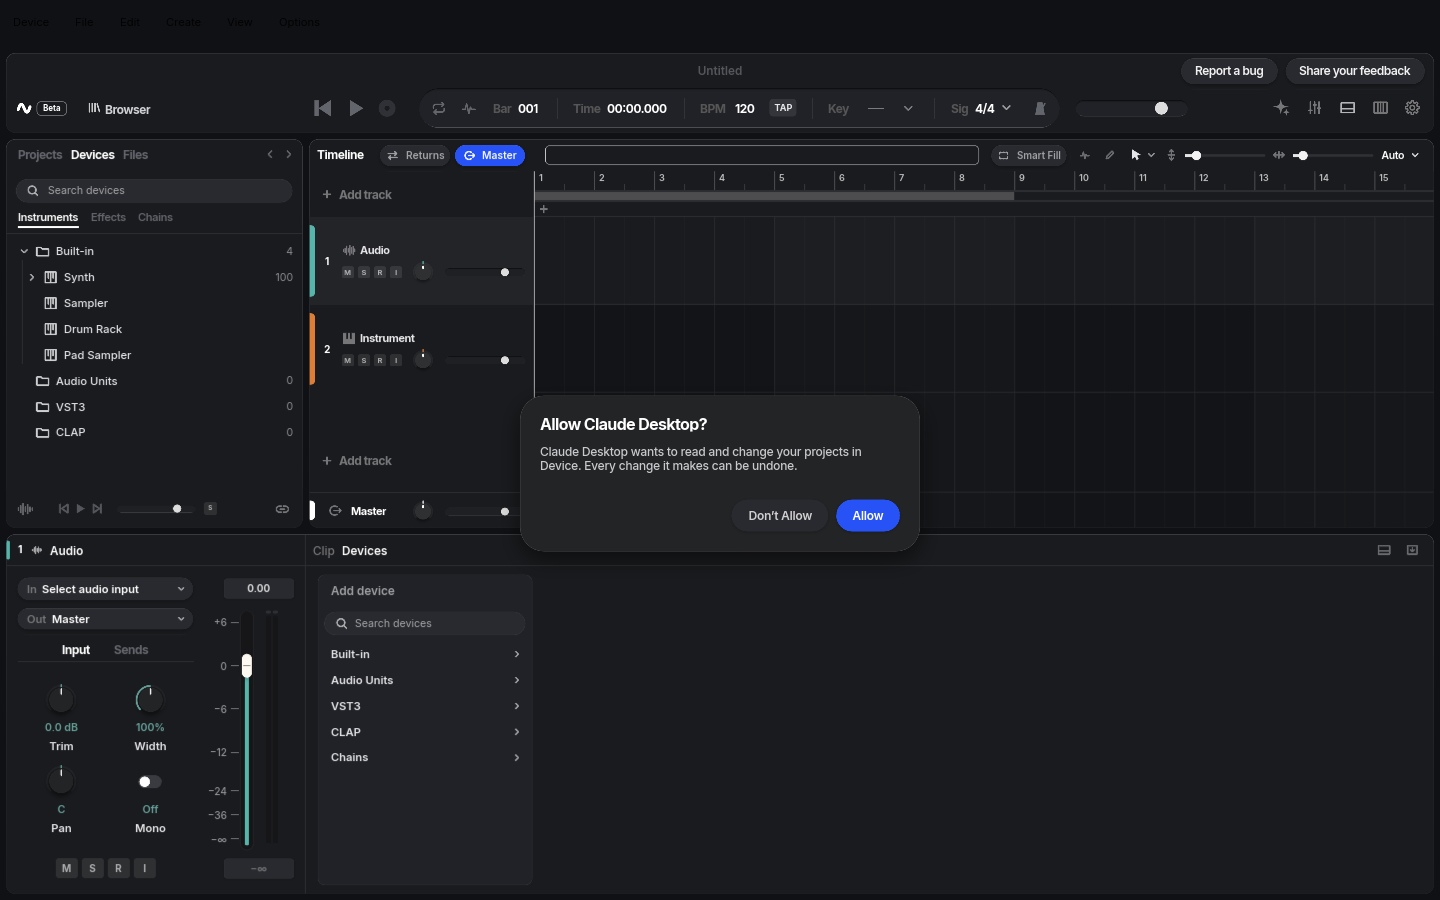 Device File Edit Create View Options
Untitled
Report a bug
Share your feedback
Beta
Browser
Bar 001
Time 00:00.000
BPM 120 TAP
Key
Sig 4/4
Projects Devices Files
Search devices
Instruments Effects Chains
Built-in 4
Synth 100
Sampler
Drum Rack
Pad Sampler
Audio Units 0
VST3 0
CLAP 0
S
Timeline Returns Master
Smart Fill
Auto
Add track
1 2 3 4 5 6 7 8 9 10 11 12 13 14 15
1 Audio
M S R I
2 Instrument
M S R I
Add track
Master
Allow Claude Desktop?
Claude Desktop wants to read and change your projects in
Device. Every change it makes can be undone.
Don't Allow
Allow
1 Audio
In Select audio input
0.00
Out Master
Input Sends
0.0 dB
Trim
100%
Width
C
Pan
Off
Mono
M S R I
+6
0
−6
−12
−24
−36
−∞
−∞
Clip Devices
Add device
Search devices
Built-in
Audio Units
VST3
CLAP
Chains